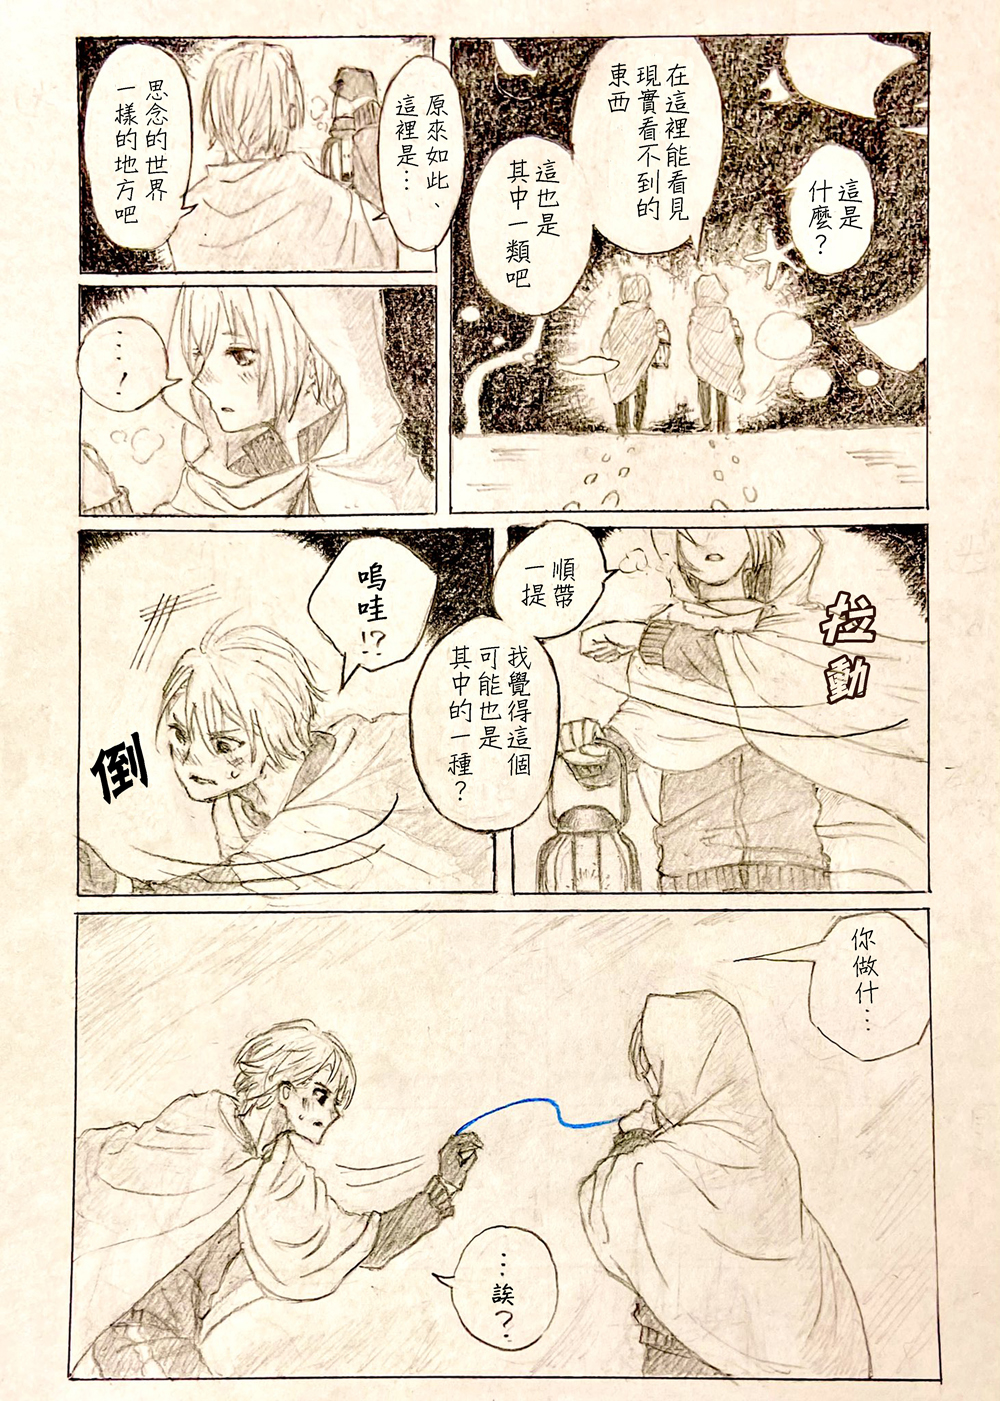 這是
什麼？
在這裡能看見
現實看不到的
東西
這也是
其中一類吧
原來如此、
這裡是…
思念的世界
一樣的地方吧
…！
順帶
一提
我覺得這個
可能也是
其中的一種？
拉動
嗚哇!?
倒
你做什…
…誒？